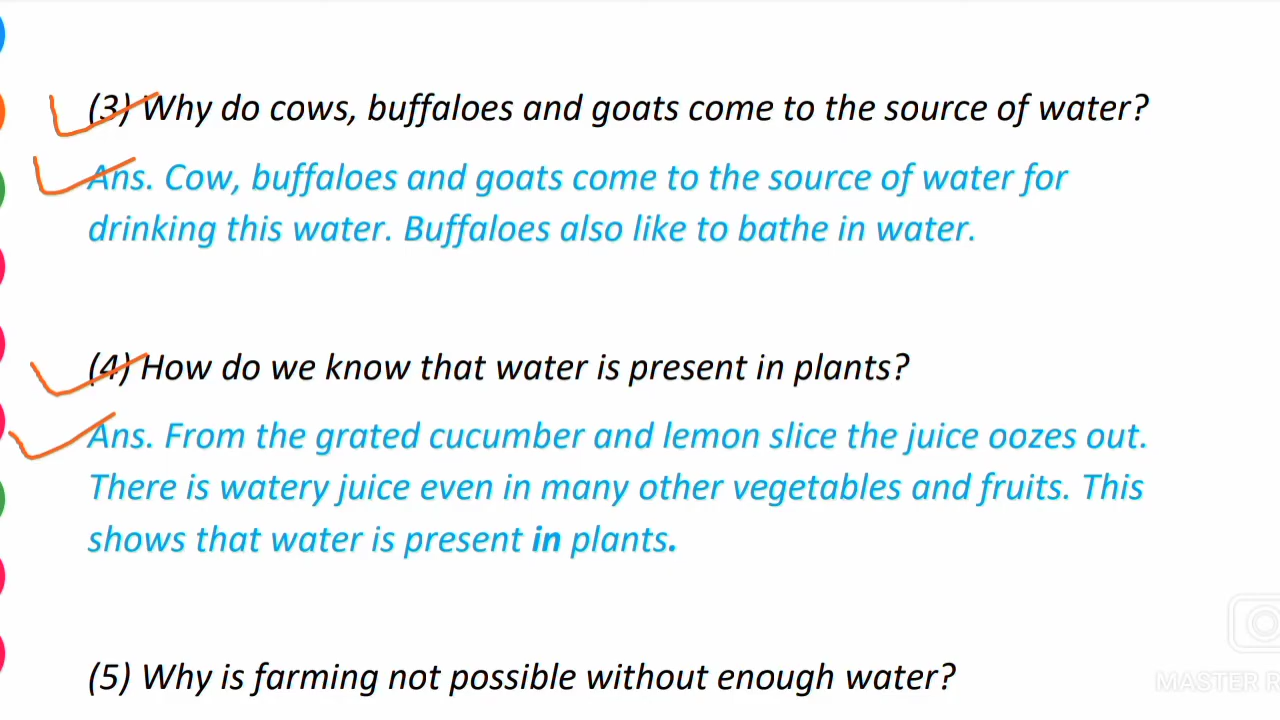 (3) Why do cows, buffaloes and goats come to the source of water?
Ans. Cow, buffaloes and goats come to the source of water for
drinking this water. Buffaloes also like to bathe in water.
(4) How do we know that water is present in plants?
Ans. From the grated cucumber and lemon slice the juice oozes out.
There is watery juice even in many other vegetables and fruits. This
shows that water is present in plants.
(5) Why is farming not possible without enough water?
MASTER R